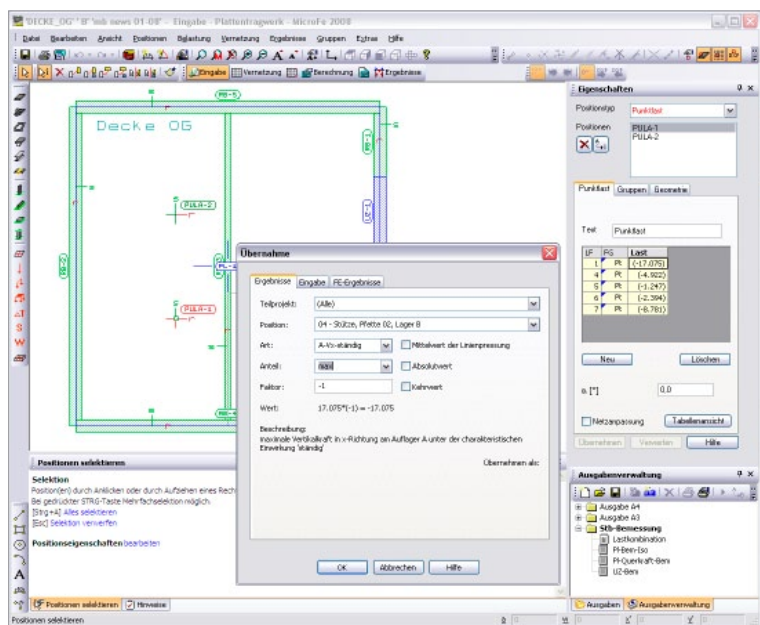 'DECKE_OG' 'B' 'mb news 01-08' - Eingabe - Plattentragwerk - MicroFe 2008
Datei Bearbeiten Ansicht Positionen Belastung Vernetzung Ergebnisse Gruppen Extras Hilfe
Eingabe Vernetzung Berechnung Ergebnisse
Decke OG
PULA-2
PULA-1
Positionen selektieren
Selektion
Position(en) durch Anklicken oder durch Aufziehen eines Rech
Bei gedrückter STRG-Taste Mehrfachselektion möglich.
[Strg+A] Alles selektieren
[Esc] Selektion verwerfen
Positionseigenschaften bearbeiten
Positionen selektieren Hinweise
Positionen selektieren
Übernahme
Ergebnisse Eingabe FE-Ergebnisse
Teilprojekt: (Alle)
Position: 04 - Stütze, Pfette 02, Lager B
Art: A-Vx-ständig Mittelwert der Linienpressung
Anteil: maxi Absolutwert
Faktor: -1 Kehrwert
Wert: 17.075*(-1) = -17.075
Beschreibung:
maximale Vertikalkraft in x-Richtung am Auflager A unter der charakteristischen
Einwirkung 'ständig'
Übernehmen als:
OK Abbrechen Hilfe
Eigenschaften
Positionstyp Punktlast
Positionen PULA-1
PULA-2
Punktlast Gruppen Geometrie
Text Punktlast
LF FG Last
1 Pt (-17.075)
4 Pt (-4.922)
5 Pt (-1.247)
6 Pt (-2.394)
7 Pt (-8.781)
Neu Löschen
α [°] 0.0
Netzanpassung Tabellenansicht
Übernehmen Verwerfen Hilfe
Ausgabenverwaltung
Ausgabe A4
Ausgabe A3
Stb-Bemessung
Lastkombination
Pl-Bem-Iso
Pl-Querkraft-Bem
UZ-Bem
Ausgaben Ausgabenverwaltung